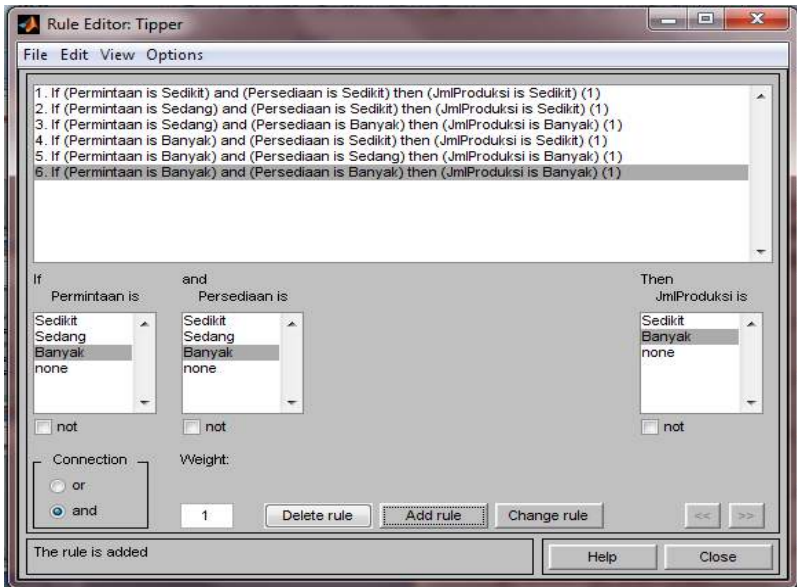 Rule Editor: Tipper
File Edit View Options
1. If (Permintaan is Sedikit) and (Persediaan is Sedikit) then (JmlProduksi is Sedikit) (1)
2. If (Permintaan is Sedang) and (Persediaan is Sedikit) then (JmlProduksi is Sedikit) (1)
3. If (Permintaan is Sedang) and (Persediaan is Banyak) then (JmlProduksi is Banyak) (1)
4. If (Permintaan is Banyak) and (Persediaan is Sedikit) then (JmlProduksi is Sedikit) (1)
5. If (Permintaan is Banyak) and (Persediaan is Sedang) then (JmlProduksi is Banyak) (1)
6. If (Permintaan is Banyak) and (Persediaan is Banyak) then (JmlProduksi is Banyak) (1)
If
Permintaan is
Sedikit
Sedang
Banyak
none
not
and
Persediaan is
Sedikit
Sedang
Banyak
none
not
Then
JmlProduksi is
Sedikit
Banyak
none
not
Connection
or
and
Weight:
1
Delete rule
Add rule
Change rule
<<
>>
The rule is added
Help
Close